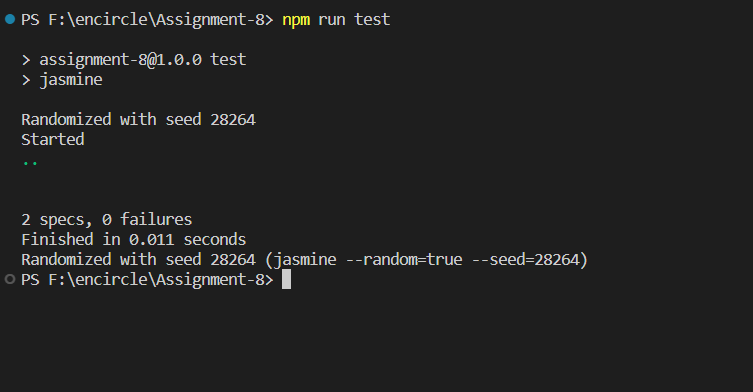 PS F:\encircle\Assignment-8> npm run test
> assignment-8@1.0.0 test
> jasmine
Randomized with seed 28264
Started
..
2 specs, 0 failures
Finished in 0.011 seconds
Randomized with seed 28264 (jasmine --random=true --seed=28264)
PS F:\encircle\Assignment-8>